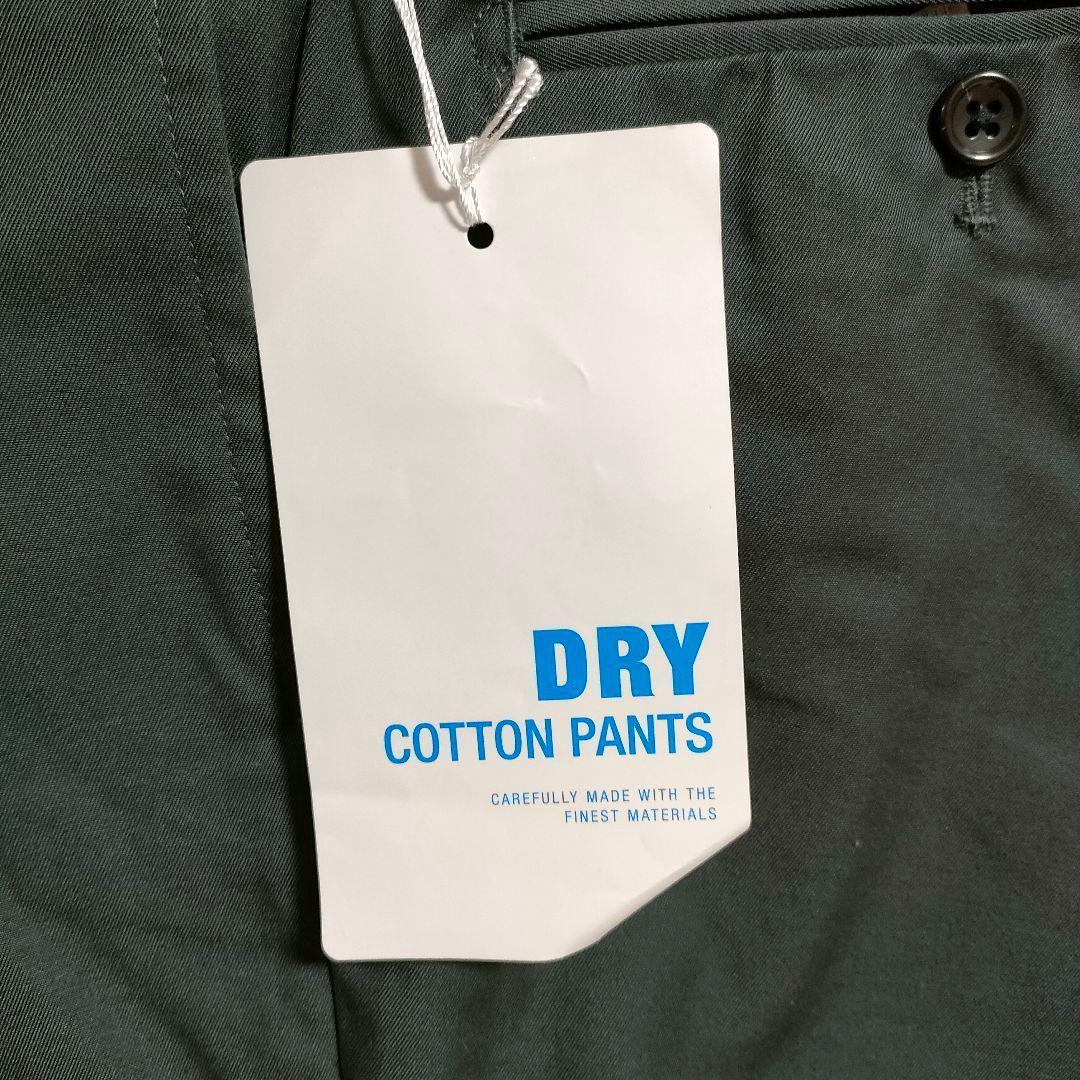 DRY
COTTON PANTS
CAREFULLY MADE WITH THE
FINEST MATERIALS